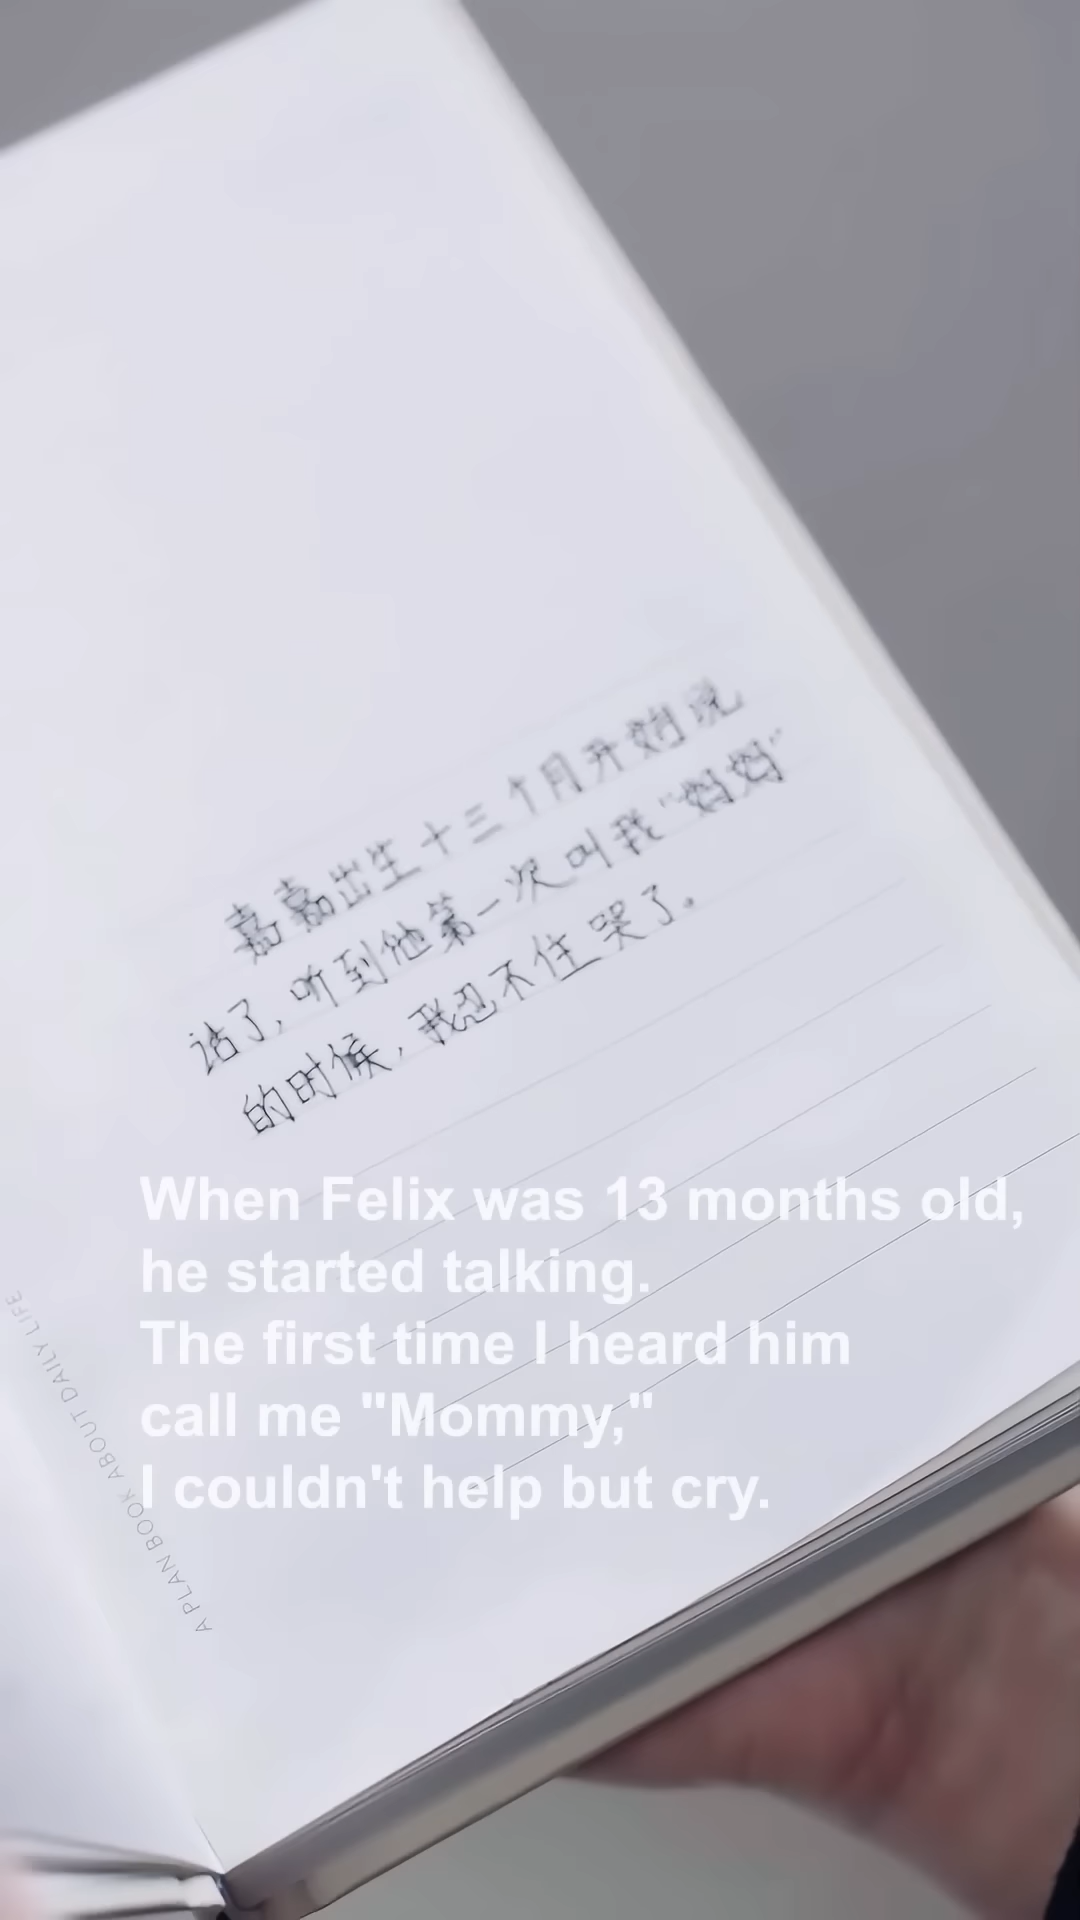 嘉嘉出生十三个月开始说
话了，听到他第一次叫我“妈妈”
的时候，我忍不住哭了。
When Felix was 13 months old,
he started talking.
The first time I heard him
call me "Mommy,"
I couldn't help but cry.
A PLAN BOOK ABOUT DAILY LIFE